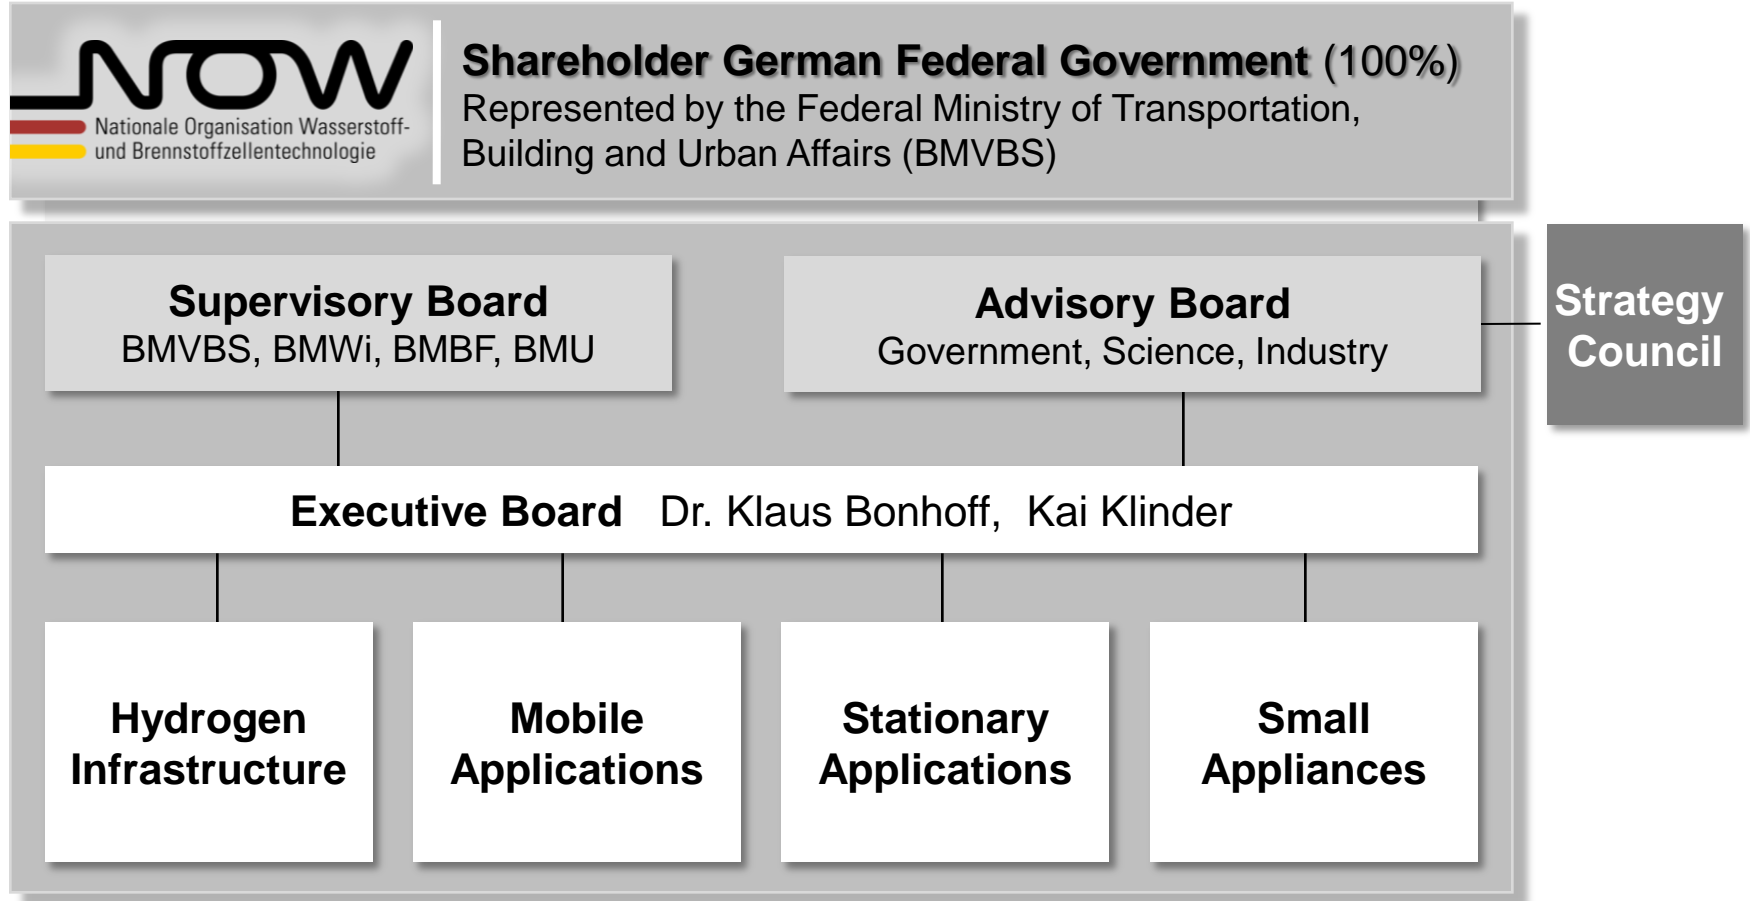 NOW
Nationale Organisation Wasserstoff-
und Brennstoffzellentechnologie
Shareholder German Federal Government (100%)
Represented by the Federal Ministry of Transportation,
Building and Urban Affairs (BMVBS)
Supervisory Board
BMVBS, BMWi, BMBF, BMU
Advisory Board
Government, Science, Industry
Strategy
Council
Executive Board Dr. Klaus Bonhoff, Kai Klinder
Hydrogen
Infrastructure
Mobile
Applications
Stationary
Applications
Small
Appliances